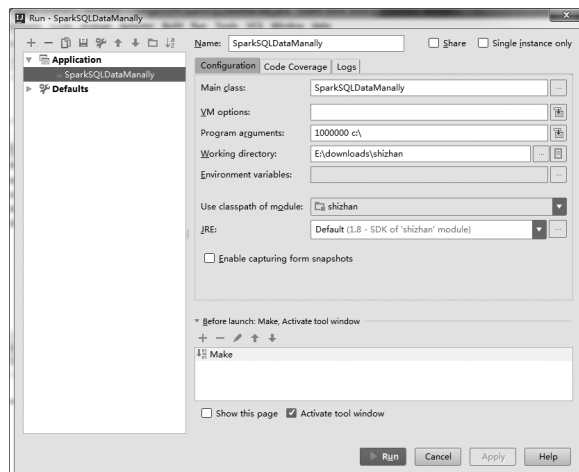 Run - SparkSQLDataManally
Name: SparkSQLDataManally Share Single instance only
Application
SparkSQLDataManally
Defaults
Configuration Code Coverage Logs
Main class: SparkSQLDataManally ...
VM options:
Program arguments: 1000000 c:\
Working directory: E:\downloads\shizhan ...
Environment variables: ...
Use classpath of module: shizhan
JRE: Default (1.8 - SDK of 'shizhan' module) ...
Enable capturing form snapshots
Before launch: Make, Activate tool window
Make
Show this page Activate tool window
Run Cancel Apply Help